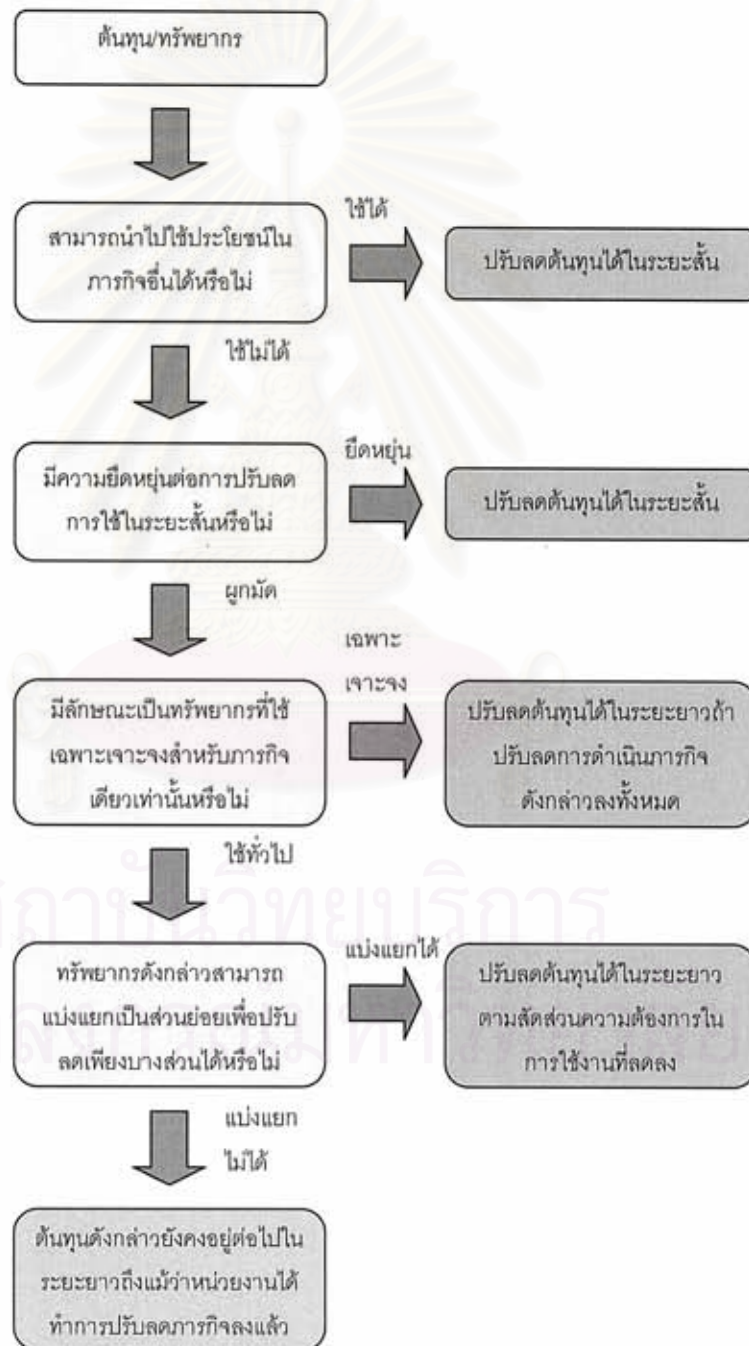 ต้นทุน/ทรัพยากร
สามารถนำไปใช้ประโยชน์ใน
ภารกิจอื่นได้หรือไม่
ใช้ได้
ปรับลดต้นทุนได้ในระยะสั้น
ใช้ไม่ได้
มีความยืดหยุ่นต่อการปรับลด
การใช้ในระยะสั้นหรือไม่
ยืดหยุ่น
ปรับลดต้นทุนได้ในระยะสั้น
ผูกมัด
มีลักษณะเป็นทรัพยากรที่ใช้
เฉพาะเจาะจงสำหรับภารกิจ
เดียวเท่านั้นหรือไม่
เฉพาะ
เจาะจง
ปรับลดต้นทุนได้ในระยะยาวถ้า
ปรับลดการดำเนินภารกิจ
ดังกล่าวลงทั้งหมด
ใช้ทั่วไป
ทรัพยากรดังกล่าวสามารถ
แบ่งแยกเป็นส่วนย่อยเพื่อปรับ
ลดเพียงบางส่วนได้หรือไม่
แบ่งแยกได้
ปรับลดต้นทุนได้ในระยะยาว
ตามสัดส่วนความต้องการใน
การใช้งานที่ลดลง
แบ่งแยก
ไม่ได้
ต้นทุนดังกล่าวยังคงอยู่ต่อไปใน
ระยะยาวถึงแม้ว่าหน่วยงานได้
ทำการปรับลดภารกิจลงแล้ว
สถาบันวิทยบริการ